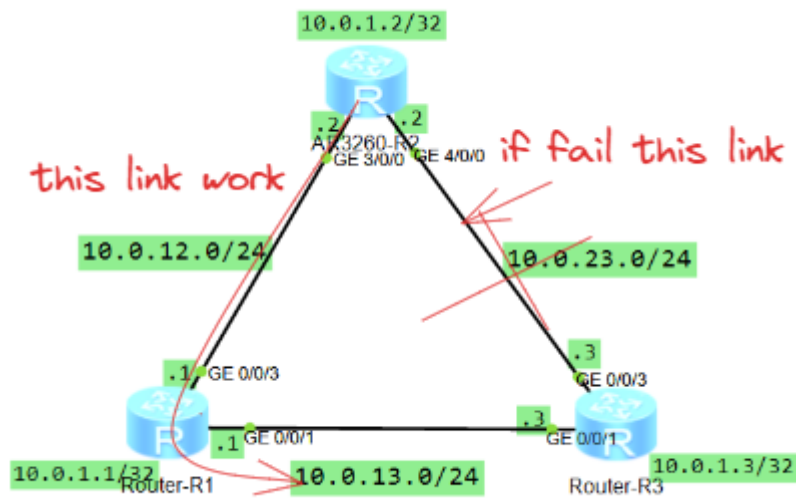 10.0.1.2/32
R
.2
.2
AR3260-R2
GE 3/0/0
GE 4/0/0
if fail this link
this link work
10.0.12.0/24
10.0.23.0/24
.1
GE 0/0/3
.3
GE 0/0/3
R
.1
GE 0/0/1
.3
GE 0/0/1
R
10.0.1.1/32
Router-R1
10.0.13.0/24
Router-R3
10.0.1.3/32